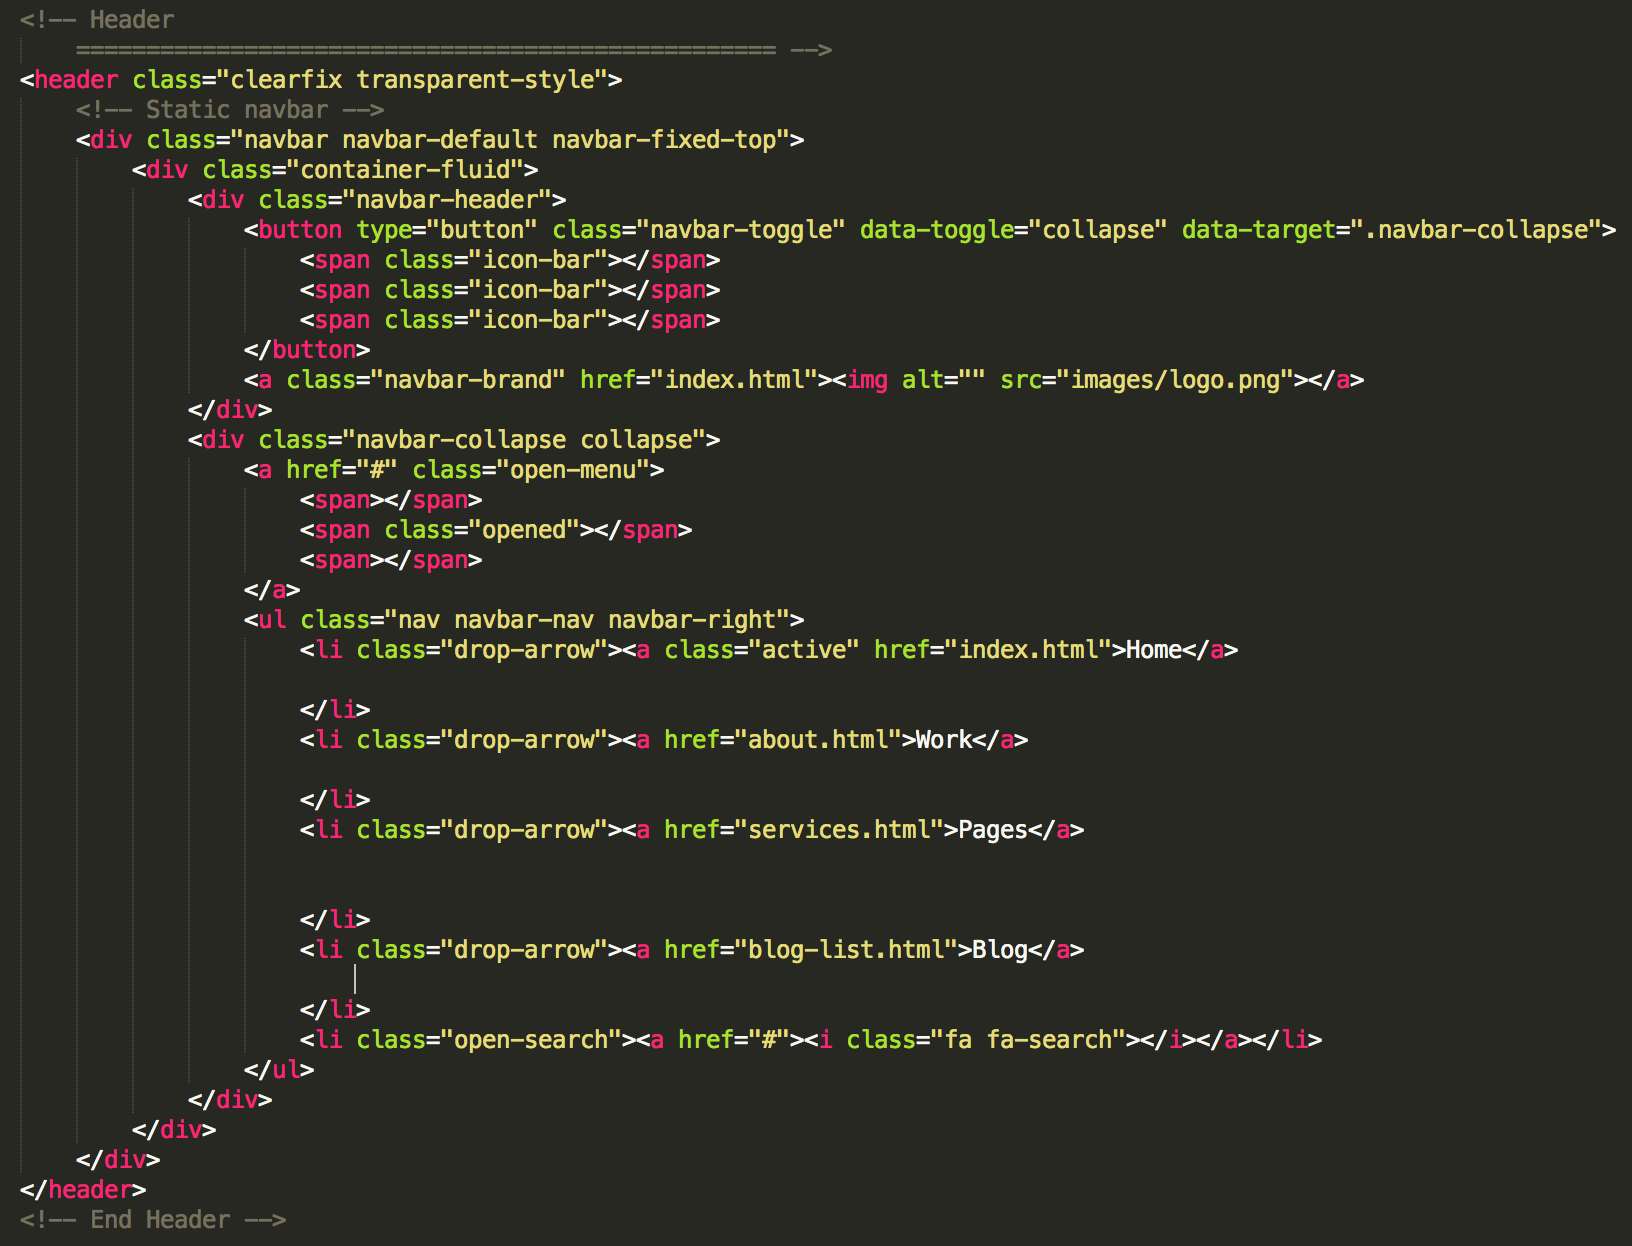 <!-- Header
    ================================================== -->
<header class="clearfix transparent-style">
    <!-- Static navbar -->
    <div class="navbar navbar-default navbar-fixed-top">
        <div class="container-fluid">
            <div class="navbar-header">
                <button type="button" class="navbar-toggle" data-toggle="collapse" data-target=".navbar-collapse">
                    <span class="icon-bar"></span>
                    <span class="icon-bar"></span>
                    <span class="icon-bar"></span>
                </button>
                <a class="navbar-brand" href="index.html"><img alt="" src="images/logo.png"></a>
            </div>
            <div class="navbar-collapse collapse">
                <a href="#" class="open-menu">
                    <span></span>
                    <span class="opened"></span>
                    <span></span>
                </a>
                <ul class="nav navbar-nav navbar-right">
                    <li class="drop-arrow"><a class="active" href="index.html">Home</a>
                    </li>
                    <li class="drop-arrow"><a href="about.html">Work</a>
                    </li>
                    <li class="drop-arrow"><a href="services.html">Pages</a>
                    </li>
                    <li class="drop-arrow"><a href="blog-list.html">Blog</a>
                    </li>
                    <li class="open-search"><a href="#"><i class="fa fa-search"></i></a></li>
                </ul>
            </div>
        </div>
    </div>
</header>
<!-- End Header -->